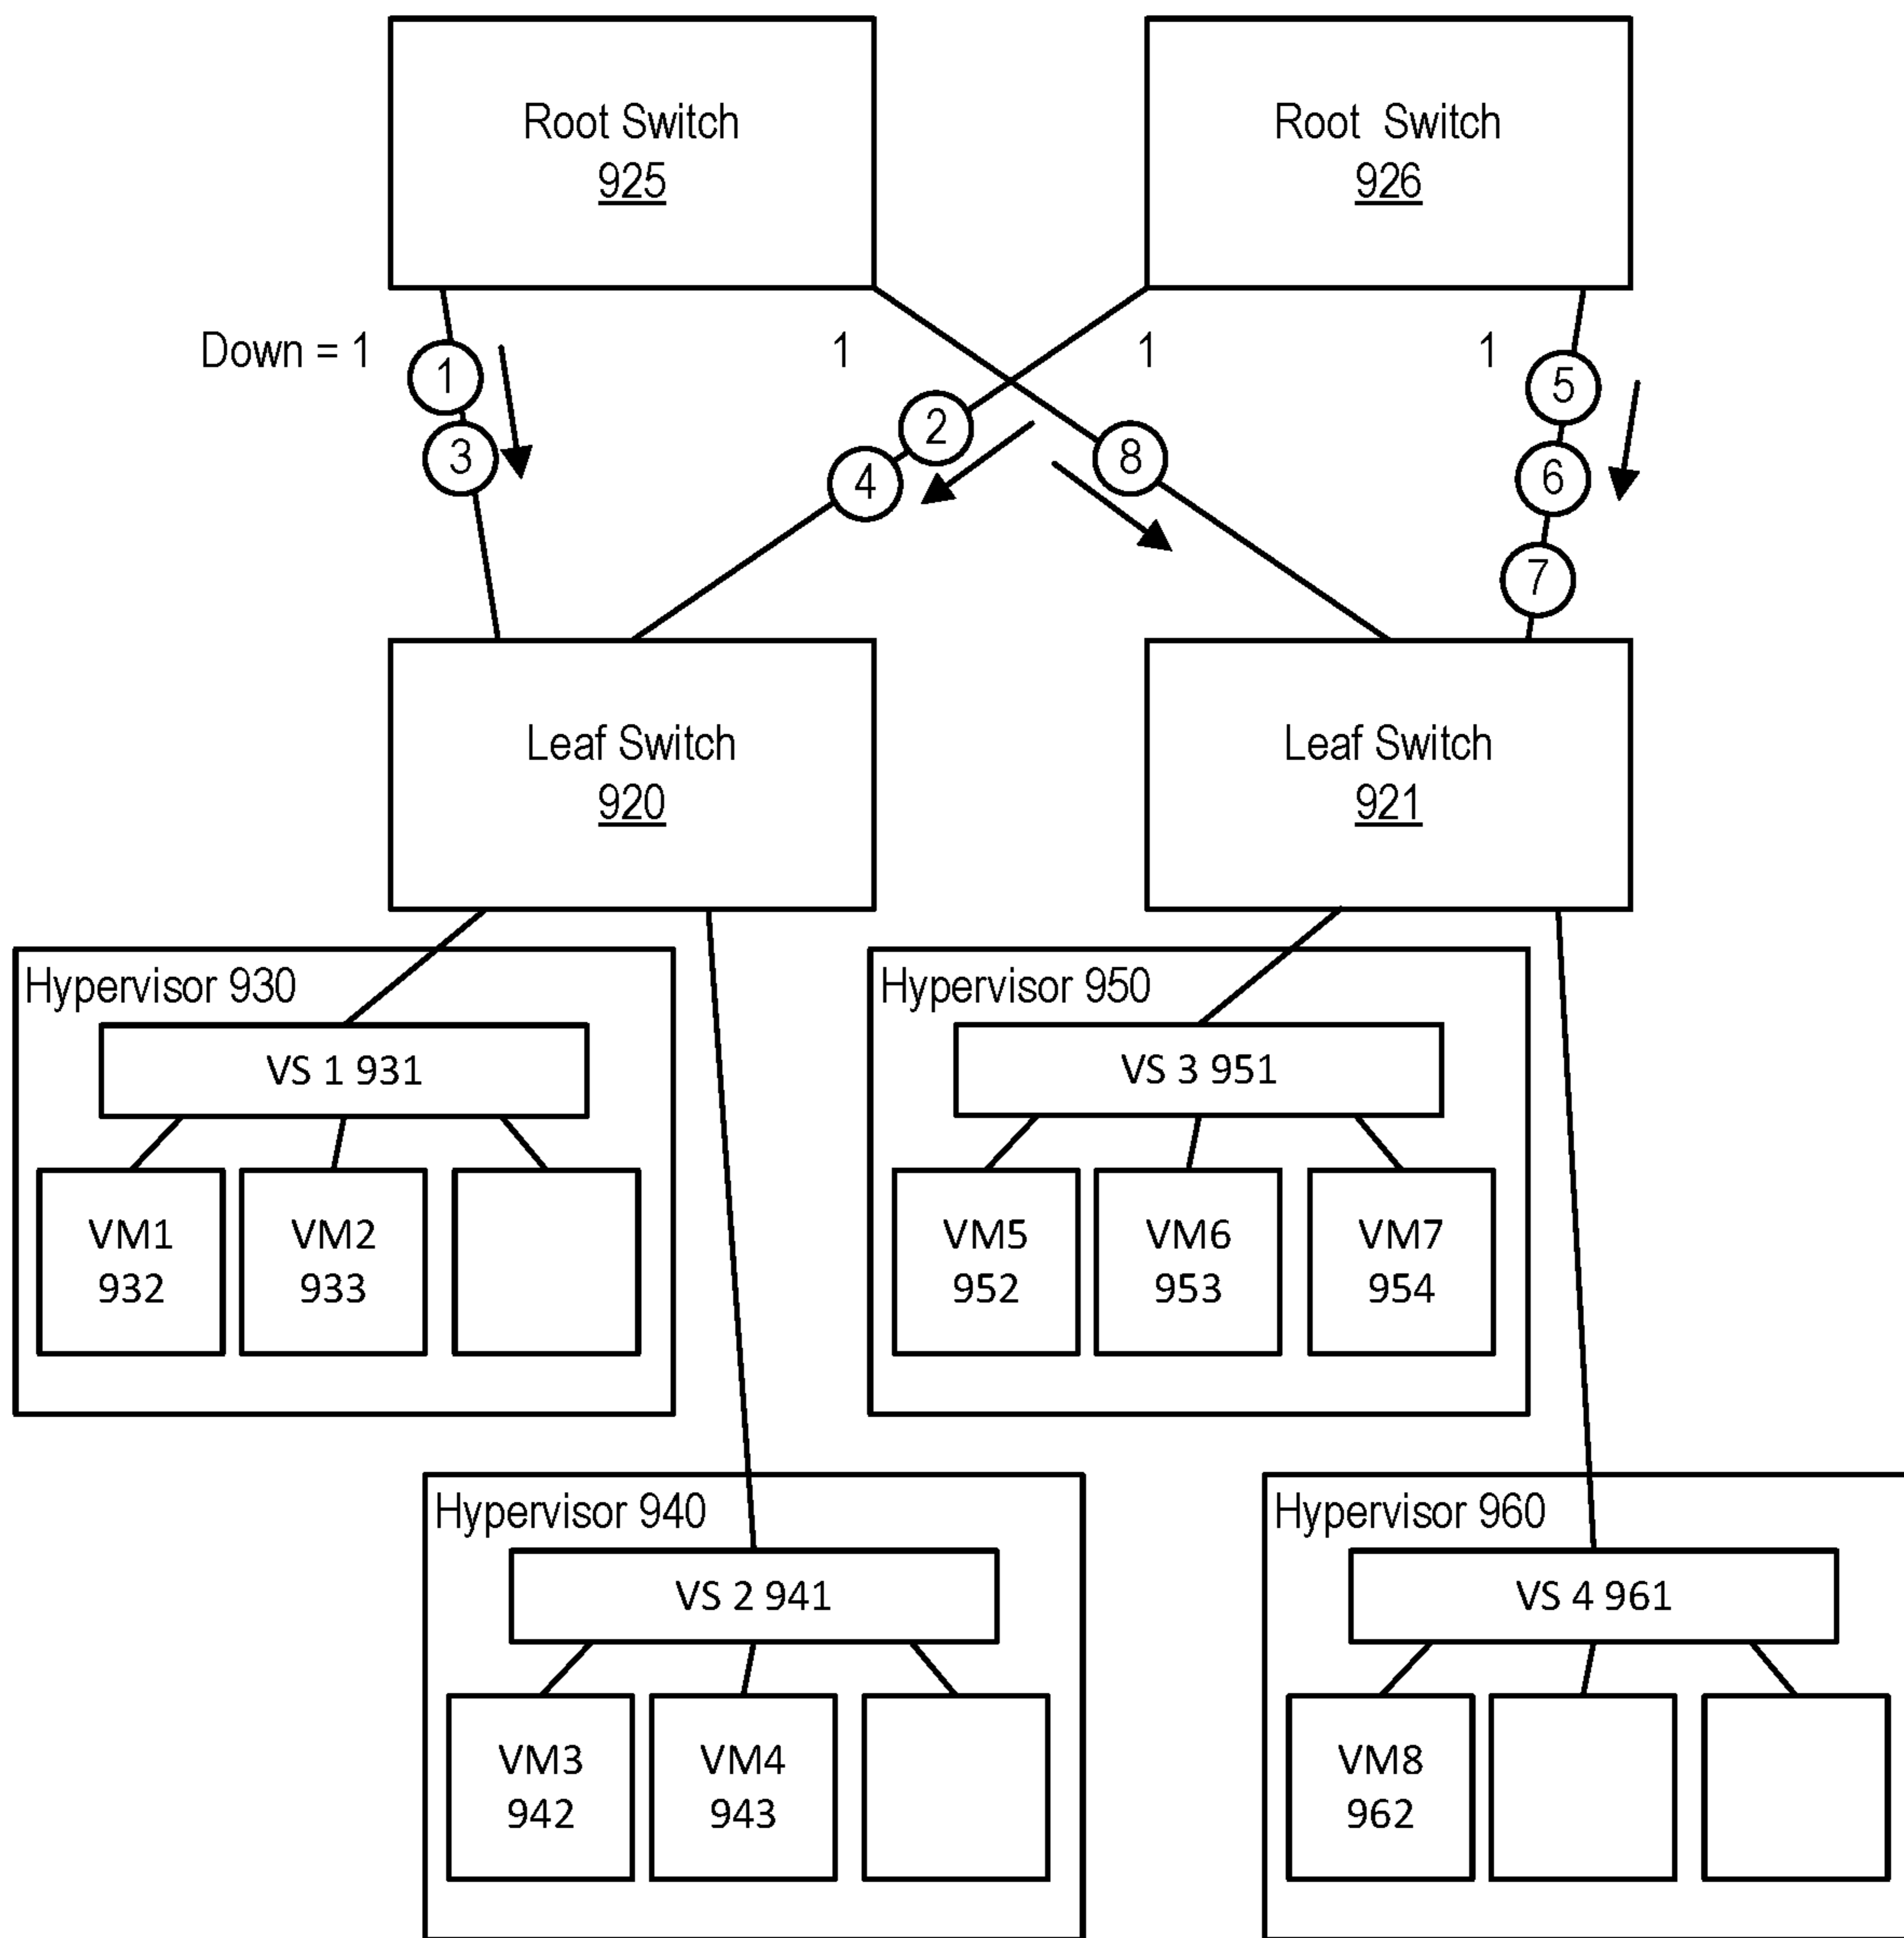 Root Switch
925
Root Switch
926
Down = 1
1
1
1
1
3
2
4
8
5
6
7
Leaf Switch
920
Leaf Switch
921
Hypervisor 930
VS 1 931
VM1
932
VM2
933
Hypervisor 950
VS 3 951
VM5
952
VM6
953
VM7
954
Hypervisor 940
VS 2 941
VM3
942
VM4
943
Hypervisor 960
VS 4 961
VM8
962